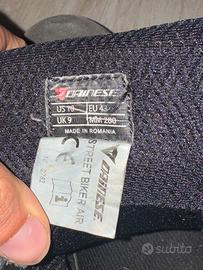 DAINESE
US 10 EU 43
UK 9 MM 280
MADE IN ROMANIA
DAINESE
STREET BIKER AIR
CE
subito